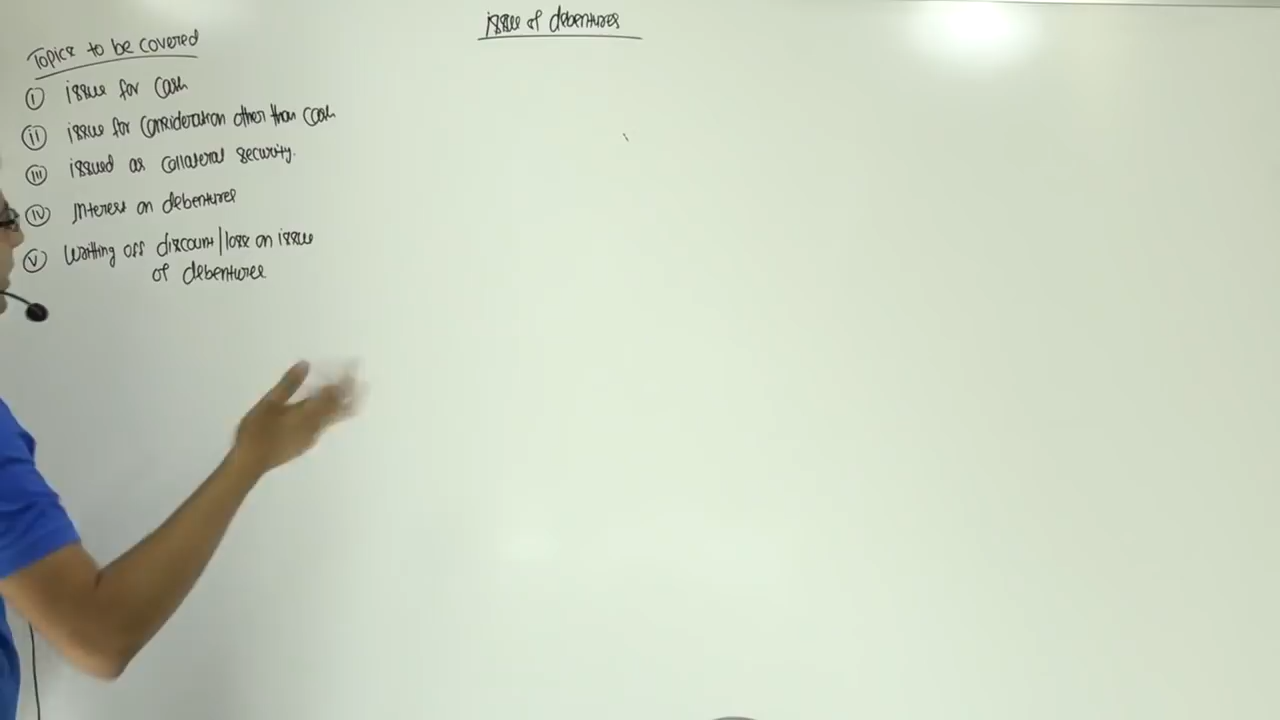 issue of debentures
Topics to be covered
i issue for cash
ii issue for consideration other than cash
iii issued as collateral security.
iv Interest on debentures
v Writting off discount/loss on issue
of debentures